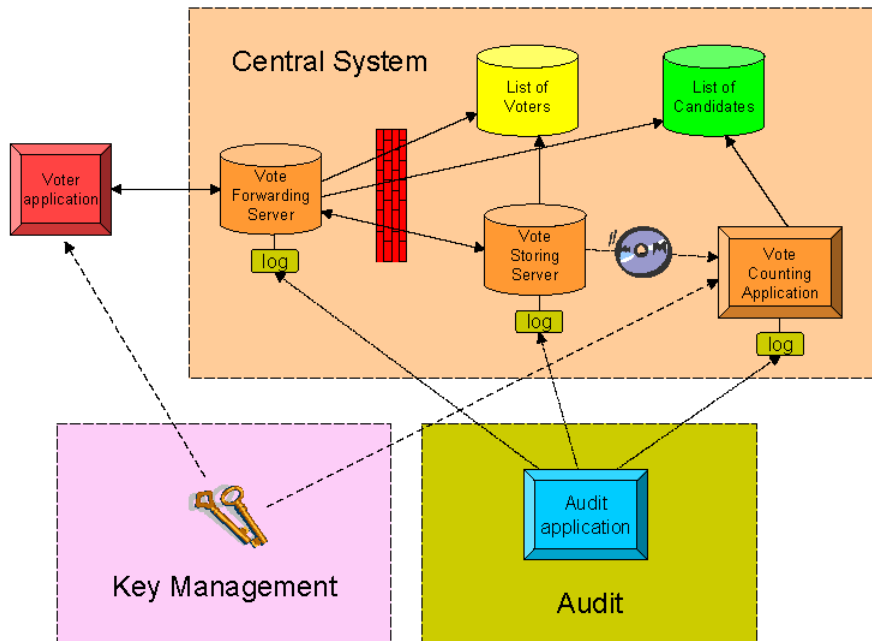 Central System
List of
Voters
List of
Candidates
Voter
application
Vote
Forwarding
Server
log
Vote
Storing
Server
log
Vote
Counting
Application
log
Key Management
Audit
application
Audit